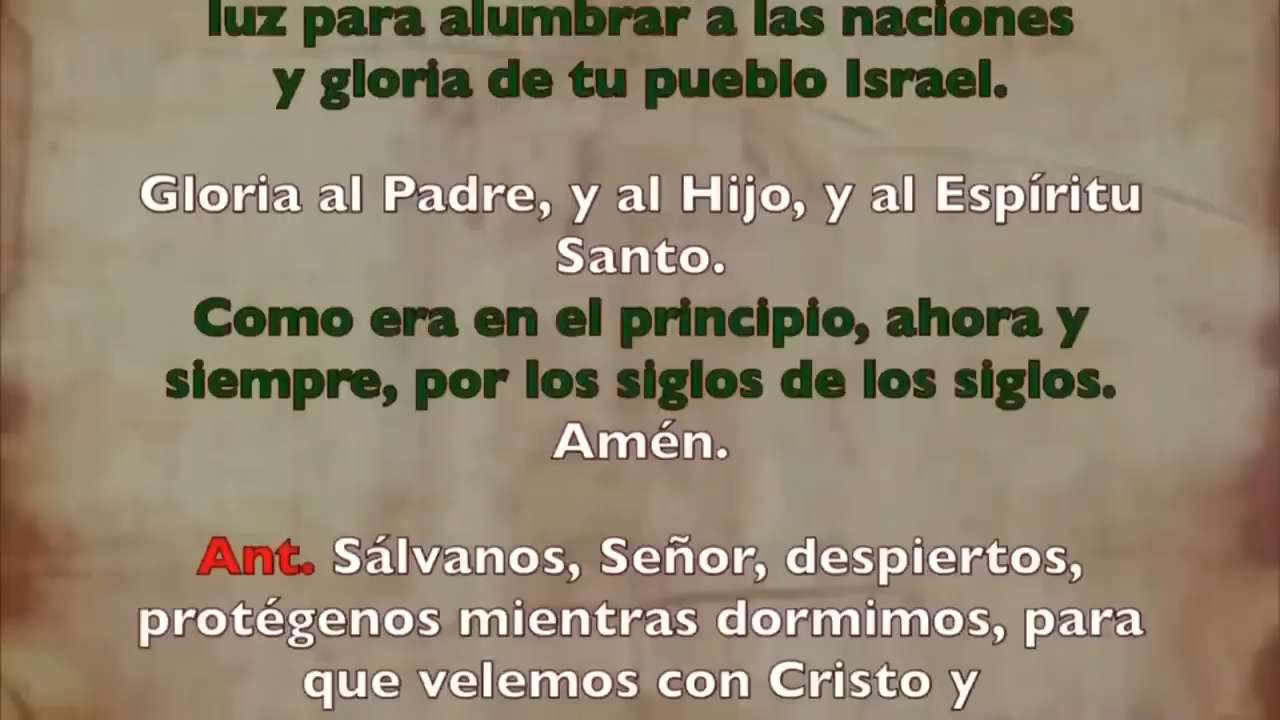 luz para alumbrar a las naciones
y gloria de tu pueblo Israel.
Gloria al Padre, y al Hijo, y al Espíritu
Santo.
Como era en el principio, ahora y
siempre, por los siglos de los siglos.
Amén.
Ant. Sálvanos, Señor, despiertos,
protégenos mientras dormimos, para
que velemos con Cristo y